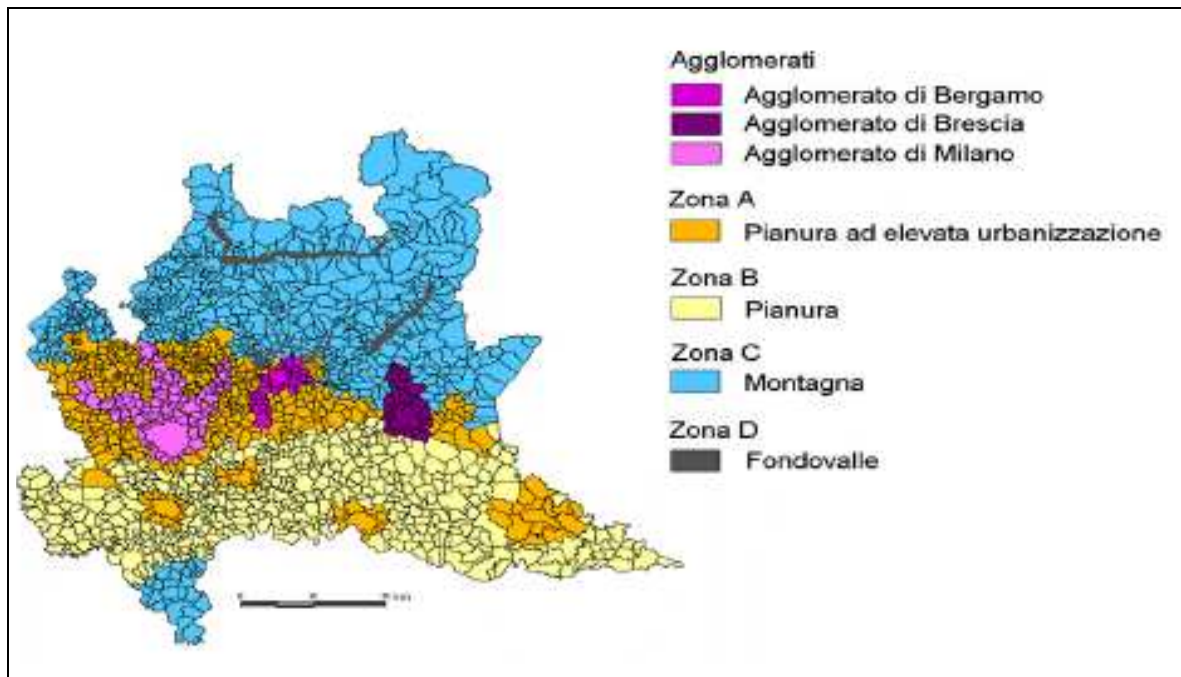 Agglomerati
Agglomerato di Bergamo
Agglomerato di Brescia
Agglomerato di Milano
Zona A
Pianura ad elevata urbanizzazione
Zona B
Pianura
Zona C
Montagna
Zona D
Fondovalle